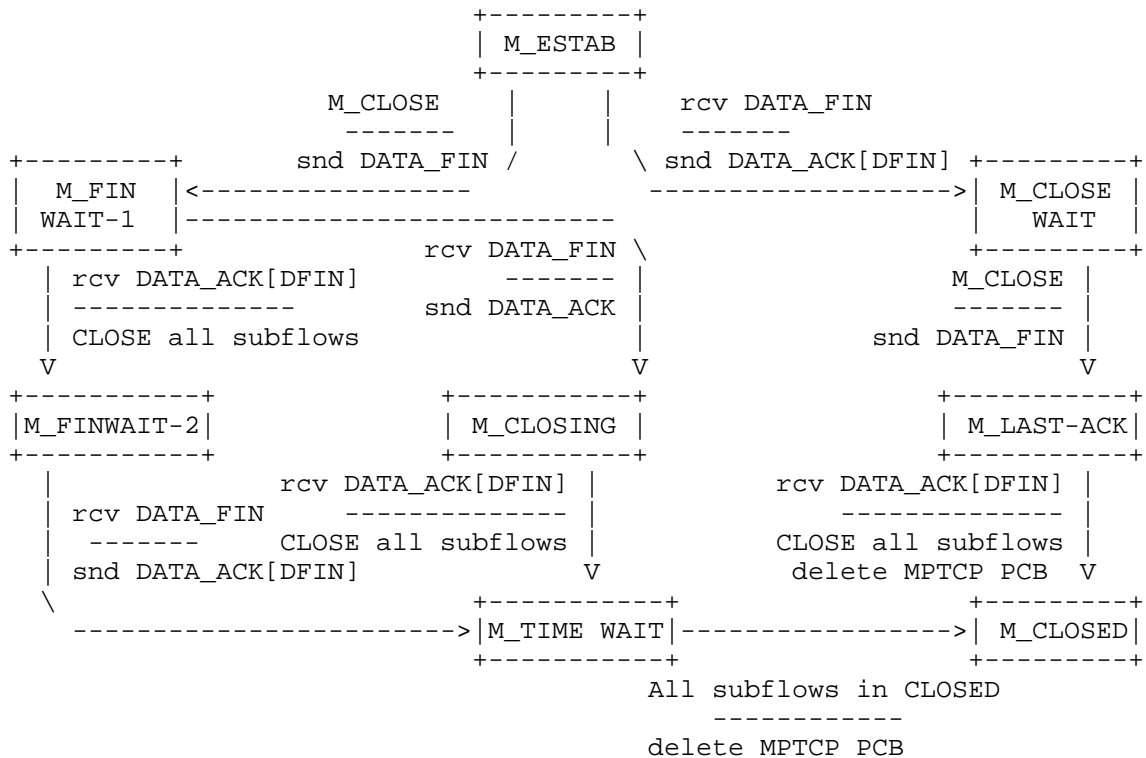 M_ESTAB
M_CLOSE rcv DATA_FIN
snd DATA_FIN snd DATA_ACK[DFIN]
M_FIN M_CLOSE
WAIT-1 WAIT
rcv DATA_FIN
rcv DATA_ACK[DFIN] M_CLOSE
snd DATA_ACK
CLOSE all subflows snd DATA_FIN
M_FINWAIT-2 M_CLOSING M_LAST-ACK
rcv DATA_ACK[DFIN] rcv DATA_ACK[DFIN]
rcv DATA_FIN
CLOSE all subflows CLOSE all subflows
snd DATA_ACK[DFIN] delete MPTCP PCB
M_TIME WAIT M_CLOSED
All subflows in CLOSED
delete MPTCP PCB